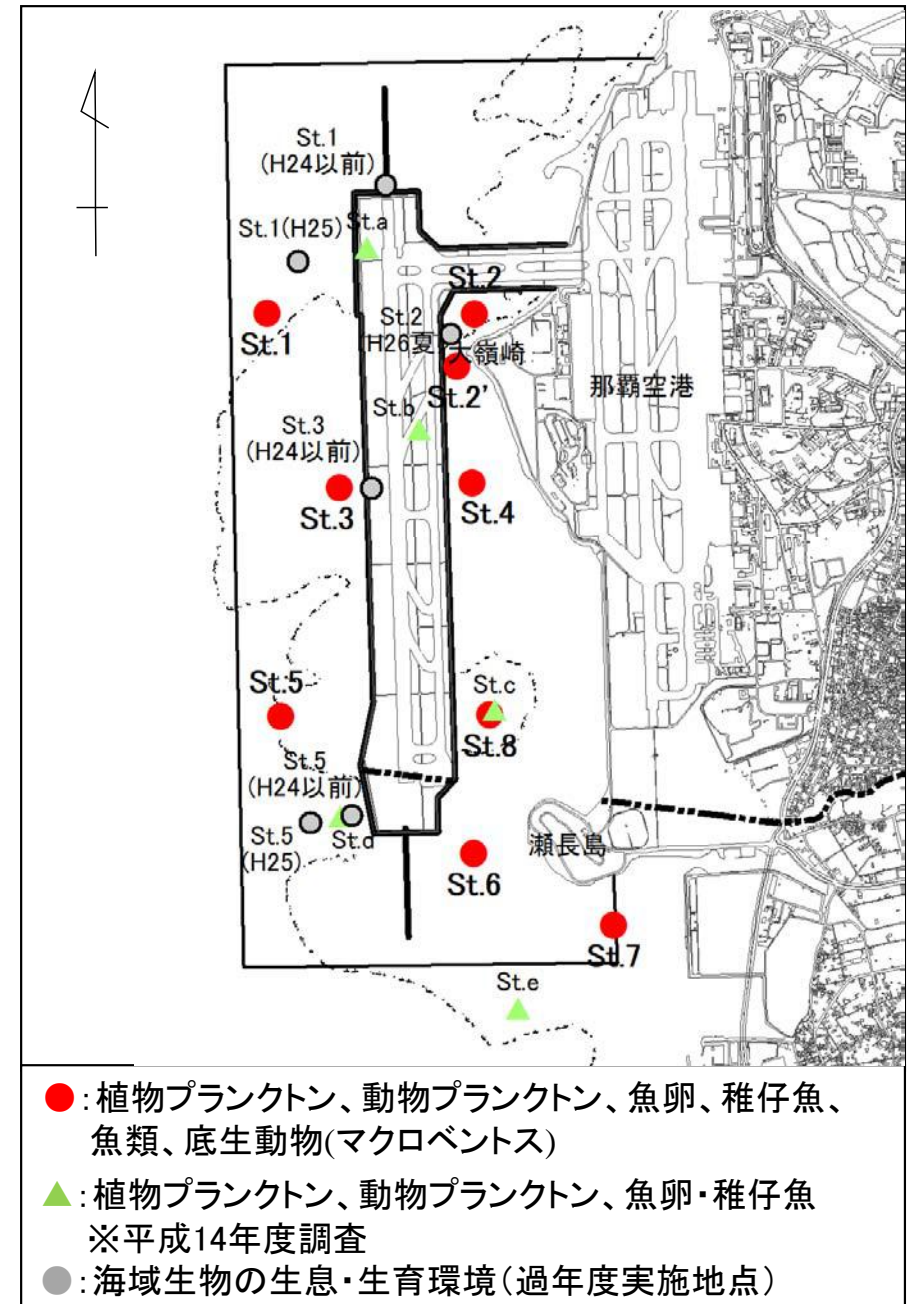 St.1
(H24以前)
St.1(H25)
St.a
St.2
St.1
St.2
(H26夏)
大嶺崎
St.2'
那覇空港
St.b
St.3
(H24以前)
St.3
St.4
St.5
St.c
St.8
St.5
(H24以前)
St.5
(H25)
St.d
瀬長島
St.6
St.7
St.e
●:植物プランクトン、動物プランクトン、魚卵、稚仔魚、
魚類、底生動物(マクロベントス)
▲:植物プランクトン、動物プランクトン、魚卵・稚仔魚
※平成14年度調査
●:海域生物の生息・生育環境(過年度実施地点)